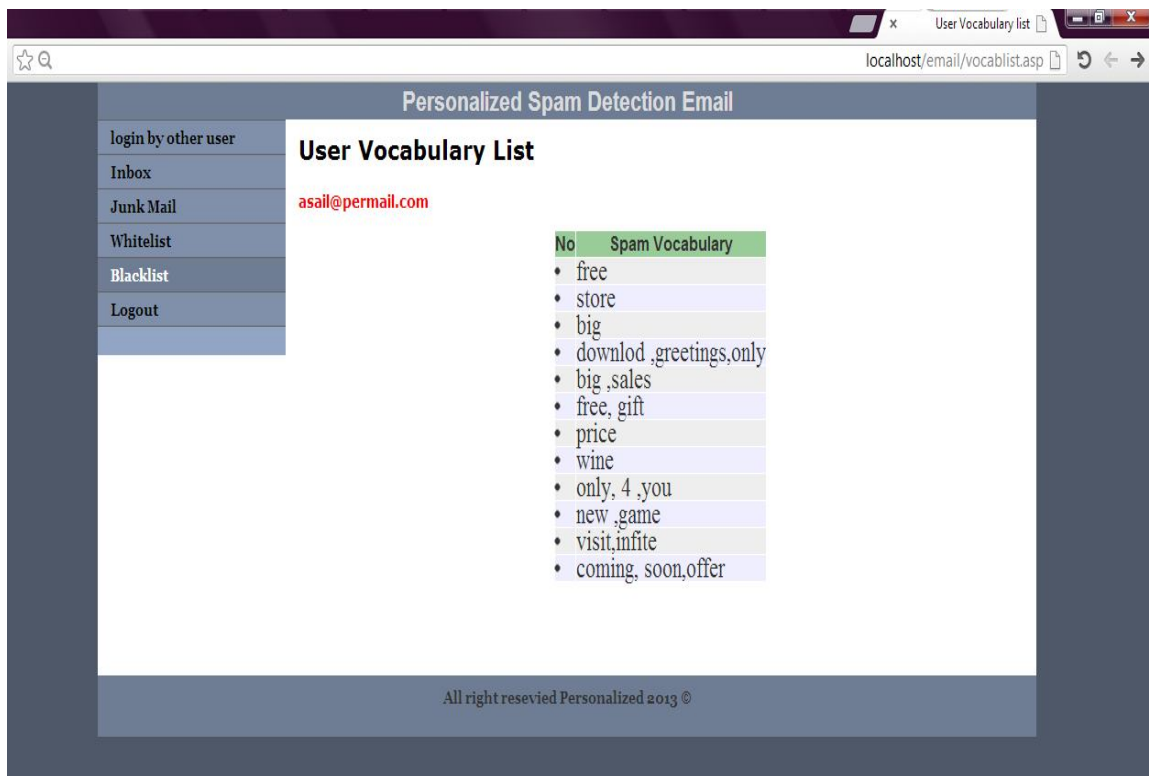 User Vocabulary list
localhost/email/vocablist.asp
Personalized Spam Detection Email
login by other user
Inbox
Junk Mail
Whitelist
Blacklist
Logout
User Vocabulary List
asail@permail.com
No Spam Vocabulary
• free
• store
• big
• downlod ,greetings,only
• big ,sales
• free, gift
• price
• wine
• only, 4 ,you
• new ,game
• visit,infite
• coming, soon,offer
All right resevied Personalized 2013 ©